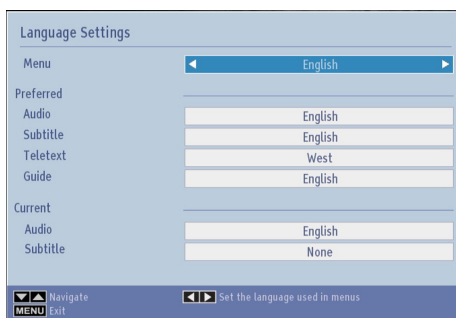 Language Settings
Menu English
Preferred
Audio English
Subtitle English
Teletext West
Guide English
Current
Audio English
Subtitle None
Navigate Set the language used in menus
MENU Exit